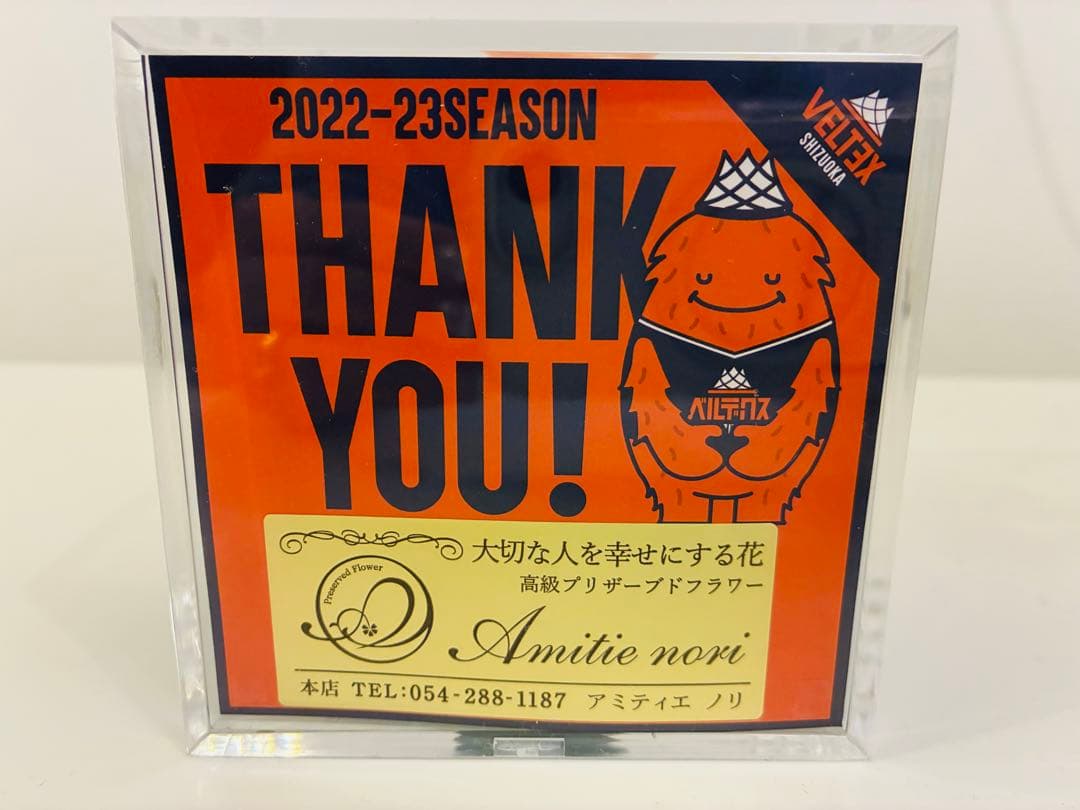 2022-23SEASON
THANK
YOU!
VELTEX
SHIZUOKA
ベルテックス
大切な人を幸せにする花
高級プリザーブドフラワー
Preserved Flower
Amitie nori
本店 TEL:054-288-1187 アミティエ ノリ